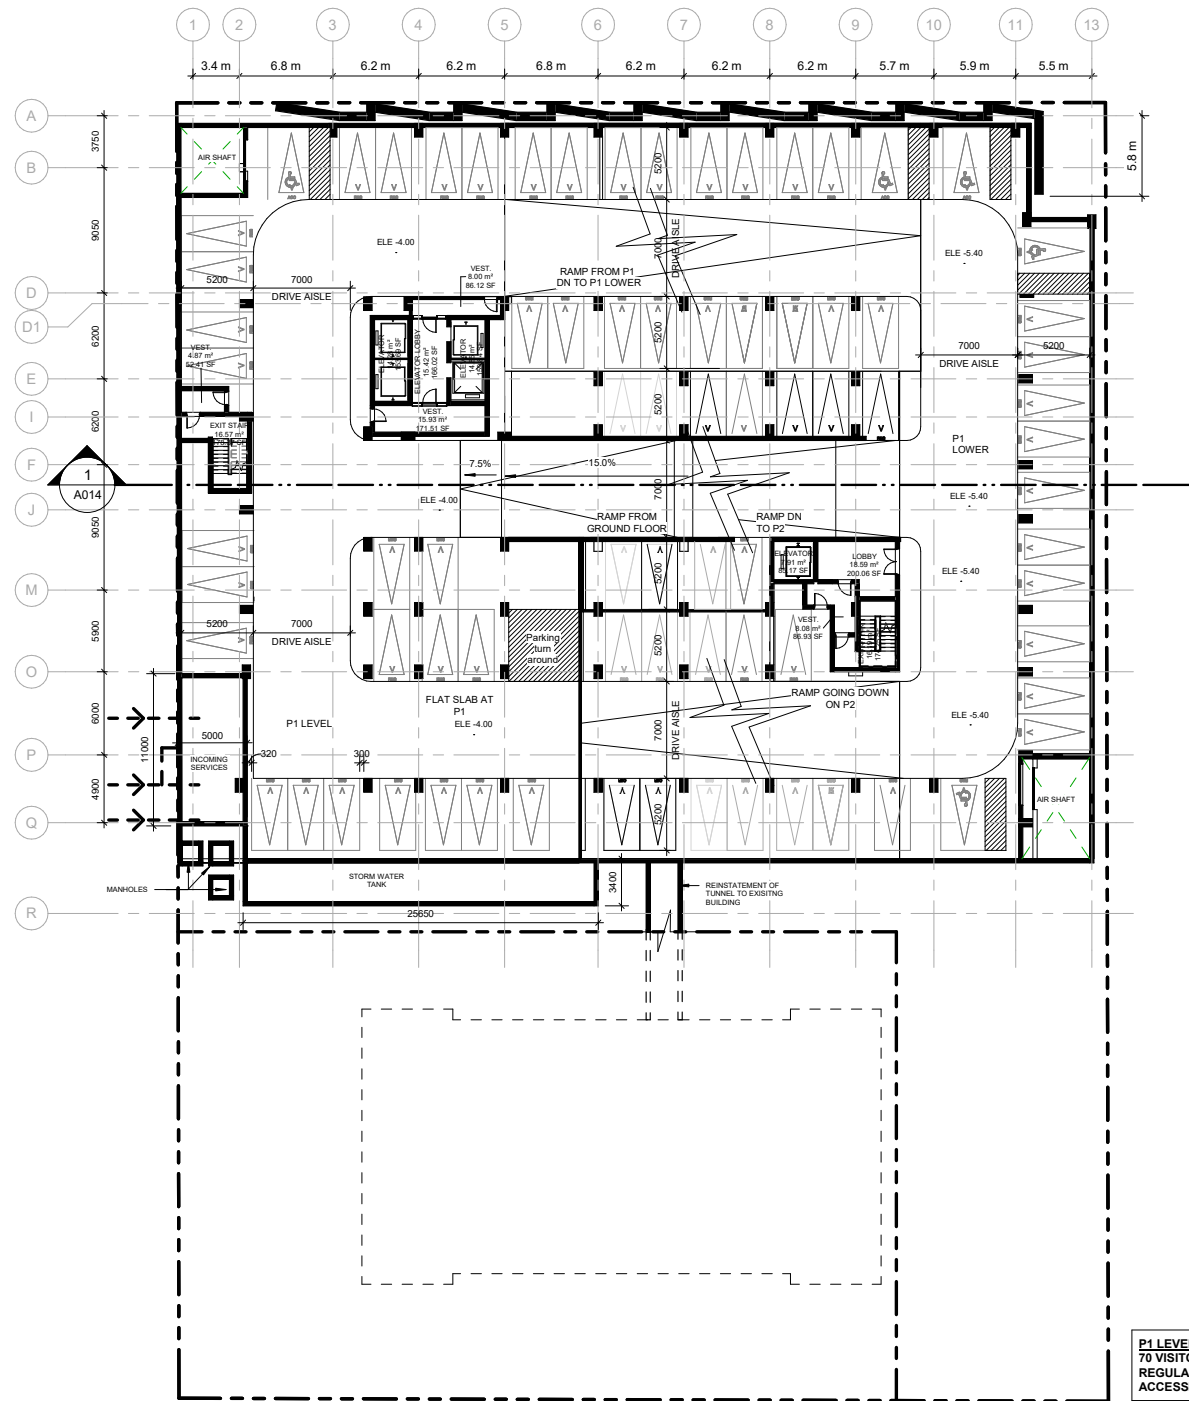 1 2 3 4 5 6 7 8 9 10 11 13
3.4 m 6.8 m 6.2 m 6.2 m 6.8 m 6.2 m 6.2 m 6.2 m 5.7 m 5.9 m 5.5 m
A
3750
5.8 m
B
AIR SHAFT
5200
9050
ELE -4.00
7000
DRIVE AISLE
ELE -5.40
VEST.
8.00 m²
86.12 SF
RAMP FROM P1
DN TO P1 LOWER
5200 7000
DRIVE AISLE
D
D1
6200
VEST.
4.87 m²
52.41 SF
ELEVATOR
ELEVATOR LOBBY
15.42 m²
166.02 SF
ELEVATOR
5200
7000 5200
DRIVE AISLE
E
5200
I
6200
VEST.
15.93 m²
171.51 SF
EXIT STAIR
16.57 m²
P1
LOWER
F
1
A014
7.5% 15.0%
7000
ELE -4.00
ELE -5.40
J
9050
RAMP FROM
GROUND FLOOR
RAMP DN
TO P2
ELEVATOR
LOBBY
18.59 m²
200.06 SF
5200
ELE -5.40
M
5900
5200 7000
DRIVE AISLE
Parking
turn
around
5200
VEST.
8.08 m²
86.93 SF
O
6000
11000
P1 LEVEL
FLAT SLAB AT
P1
ELE -4.00
7000
DRIVE AISLE
RAMP GOING DOWN
ON P2
ELE -5.40
5000
320 300
INCOMING
SERVICES
P
4900
5200
AIR SHAFT
Q
MANHOLES
STORM WATER
TANK
3400
REINSTATEMENT OF
TUNNEL TO EXISITNG
BUILDING
R
25650
P1 LEVE
70 VISITO
REGULA
ACCESS